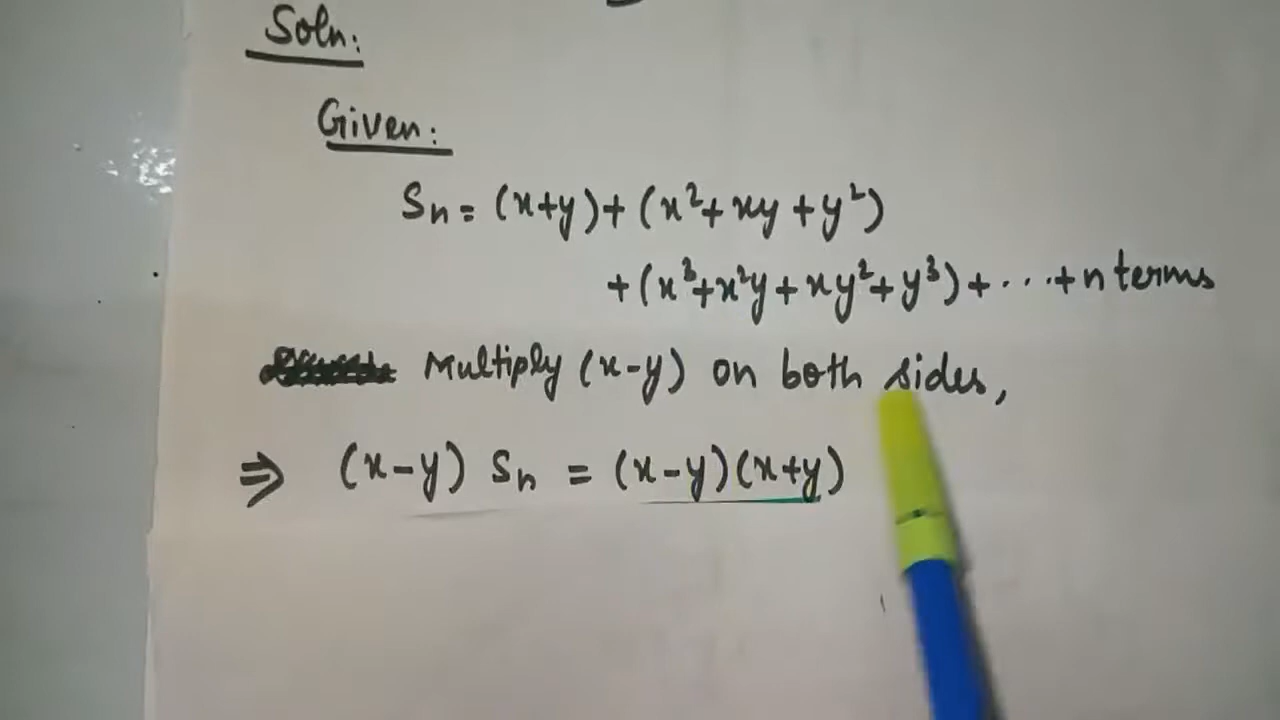 Soln:
Given:
Sn = (x+y) + (x²+xy+y²)
+ (x³+x²y+xy²+y³) + ... + n terms
Multiply (x-y) on both sides,
⇒ (x-y) Sn = (x-y)(x+y)